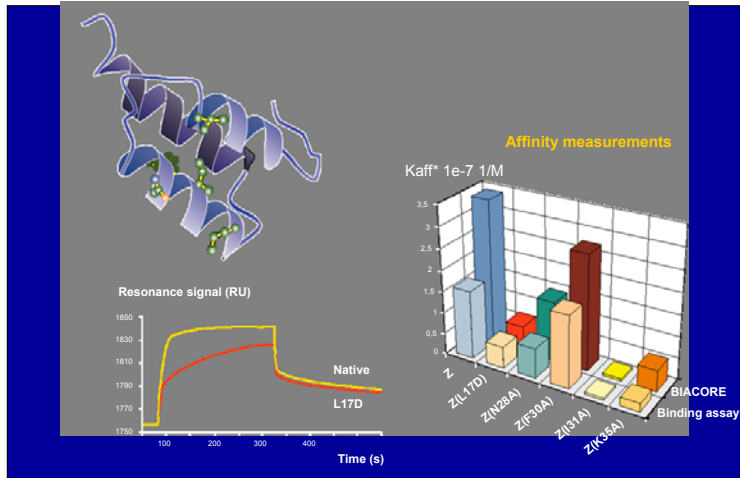 Affinity measurements
Kaff* 1e-7 1/M
3,5
3
2,5
2
1,5
1
0,5
0
Z
Z(L17D)
Z(N28A)
Z(F30A)
Z(I31A)
Z(K35A)
BIACORE
Binding assay
Resonance signal (RU)
1850
1830
1810
1790
1770
1750
Native
L17D
100
200
300
400
Time (s)